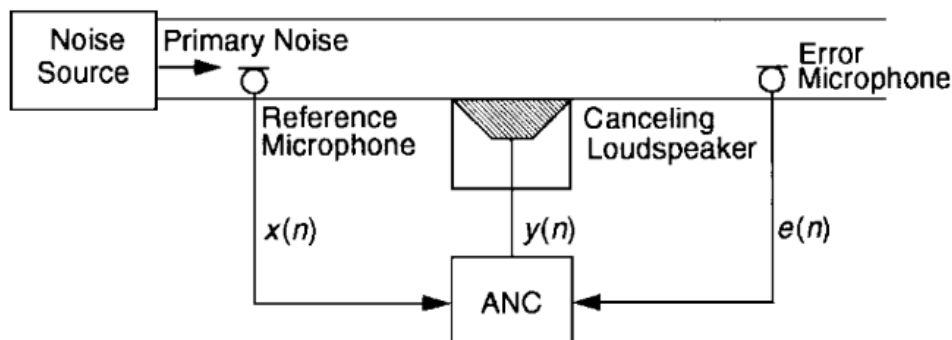 Noise
Source
Primary Noise
Error
Microphone
Reference
Microphone
Canceling
Loudspeaker
x(n)
y(n)
e(n)
ANC